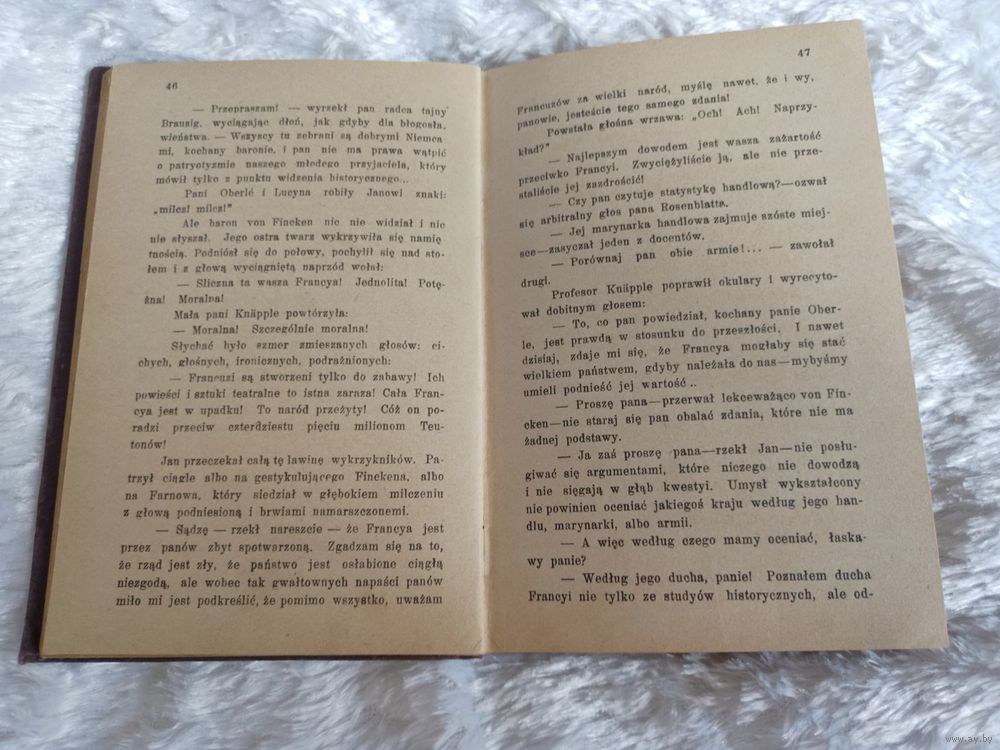 46
— Przepraszam! — wyrzekł pan radca tajny
Brausig, wyciągając dłoń, jak gdyby dla błogosła.
wieństwa. — Wszyscy tu zebrani są dobrymi Niemca-
mi, kochany baronie, i pan nie ma prawa wątpić
o patryotyzmie naszego młodego przyjaciela, który
mówił tylko z punktu widzenia historycznego...
Pani Oberlé i Lucyna robiły Janowi znaki:
„milcz! milcz!"
Ale baron von Fincken nic nie widział i nic
nie słyszał. Jego ostra twarz wykrzywiła się namię
tnością. Podniósł się do połowy, pochylił się nad sto-
łem i z głową wyciągniętą naprzód wołał:
— Śliczna ta wasza Francya! Jednolita! Potę-
żna! Moralna!
Mała pani Knäpple powtórzyła:
— Moralna! Szczególnie moralna!
Słychać było szmer zmieszanych głosów: ci-
chych, głośnych, ironicznych, podrażnionych:
— Francuzi są stworzeni tylko do zabawy! Ich
powieści i sztuki teatralne to istna zaraza! Cała Fran-
cya jest w upadku! To naród przeżyty! Cóż on po-
radzi przeciw czterdziestu pięciu milionom Teu-
tonów!
Jan przeczekał całą tę lawinę wykrzykników. Pa-
trzył ciągle albo na gestykulującego Finckena, albo
na Farnowa, który siedział w głębokiem milczeniu
z głową podniesioną i brwiami namarszczonemi.
— Sądzę — rzekł nareszcie — że Francya jest
przez panów zbyt spotwarzoną. Zgadzam się na to,
że rząd jest zły, że państwo jest osłabione ciągłą
niezgodą, ale wobec tak gwałtownych napaści panów
miło mi jest podkreślić, że pomimo wszystko, uważam
47
Francuzów za wielki naród, myślę nawet, że i wy,
panowie, jesteście tego samego zdania!
Powstała głośna wrzawa: „Och! Ach! Naprzy-
kład?"
— Najlepszym dowodem jest wasza zażartość
przeciwko Francyi. Zwyciężyliście ją, ale nie prze-
staliście jej zazdrościć!
— Czy pan czytuje statystykę handlową?—ozwał
się arbitralny głos pana Rosenblatta.
— Jej marynarka handlowa zajmuje szóste miej-
sce—zasyczał jeden z docentów.
— Porównaj pan obie armie!... — zawołał
drugi.
Profesor Knäpple poprawił okulary i wyrecyto-
wał dobitnym głosem:
— To, co pan powiedział, kochany panie Ober-
le, jest prawdą w stosunku do przeszłości. I nawet
dzisiaj, zdaje mi się, że Francya mogłaby się stać
wielkiem państwem, gdyby należała do nas—mybyśmy
umieli podnieść jej wartość ..
— Proszę pana—przerwał lekceważąco von Fin-
cken—nie staraj się pan obalać zdania, które nie ma
żadnej podstawy.
— Ja zaś proszę pana—rzekł Jan—nie posłu-
giwać się argumentami, które niczego nie dowodzą
i nie sięgają w głąb kwestyi. Umysł wykształcony
nie powinien oceniać jakiegoś kraju według jego han-
dlu, marynarki, albo armii.
— A więc według czego mamy oceniać, łaska-
wy panie?
— Według jego ducha, panie! Poznałem ducha
Francyi nie tylko ze studyów historycznych, ale od-
www.ay.by